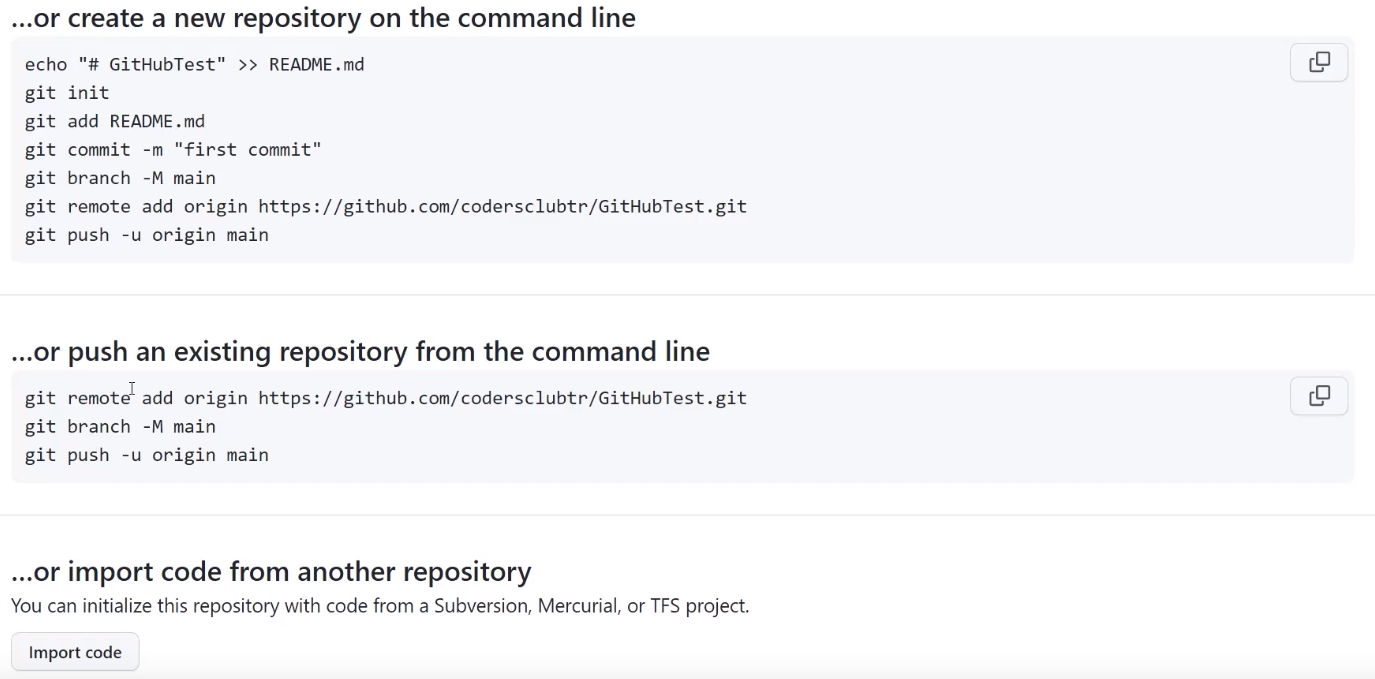 ...or create a new repository on the command line
echo "# GitHubTest" >> README.md
git init
git add README.md
git commit -m "first commit"
git branch -M main
git remote add origin https://github.com/codersclubtr/GitHubTest.git
git push -u origin main
...or push an existing repository from the command line
git remote add origin https://github.com/codersclubtr/GitHubTest.git
git branch -M main
git push -u origin main
...or import code from another repository
You can initialize this repository with code from a Subversion, Mercurial, or TFS project.
Import code